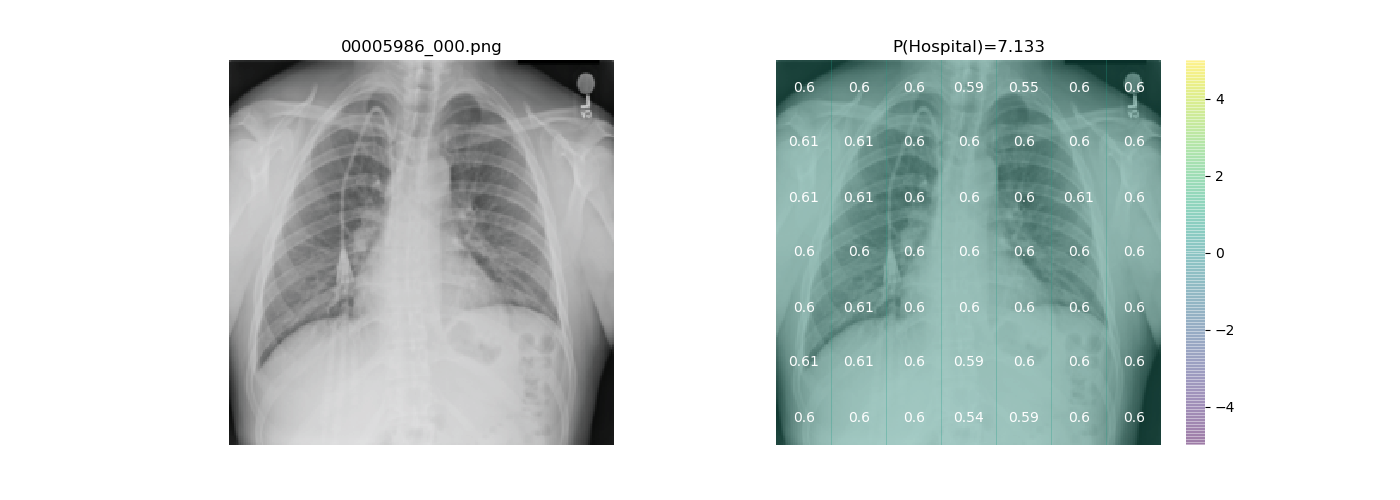 00005986_000.png
P(Hospital)=7.133
0.6 0.6 0.6 0.59 0.55 0.6 0.6
0.61 0.61 0.6 0.6 0.6 0.6 0.6
0.61 0.61 0.6 0.6 0.6 0.61 0.6
0.6 0.6 0.6 0.6 0.6 0.6 0.6
0.6 0.61 0.6 0.6 0.6 0.6 0.6
0.61 0.61 0.6 0.59 0.6 0.6 0.6
0.6 0.6 0.6 0.54 0.59 0.6 0.6
4
2
0
−2
−4